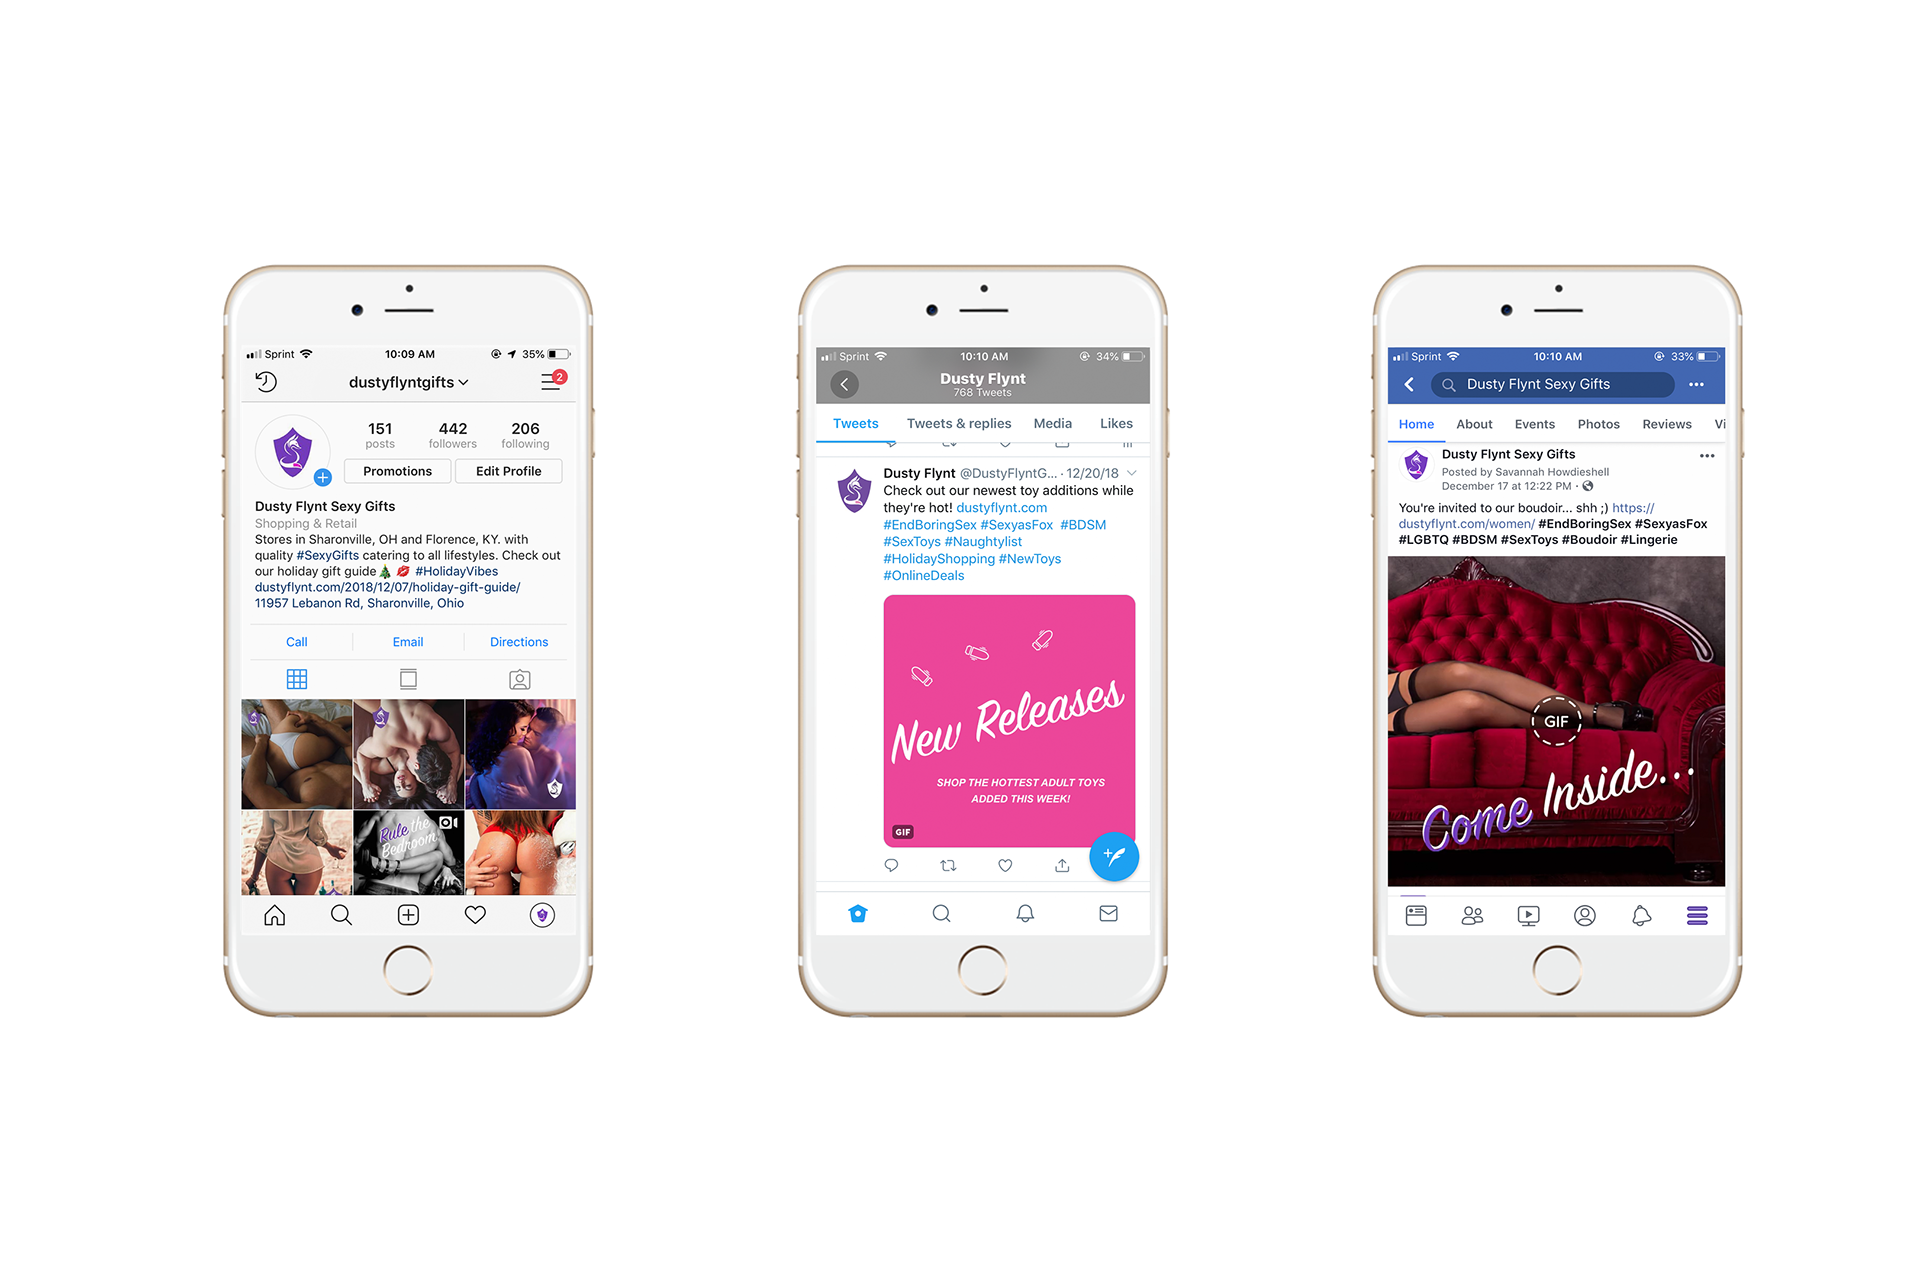 Sprint 10:09 AM 35%
dustyflyntgifts
2
151 442 206
posts followers following
Promotions Edit Profile
Dusty Flynt Sexy Gifts
Shopping & Retail
Stores in Sharonville, OH and Florence, KY. with
quality #SexyGifts catering to all lifestyles. Check out
our holiday gift guide🎄 💋 #HolidayVibes
dustyflynt.com/2018/12/07/holiday-gift-guide/
11957 Lebanon Rd, Sharonville, Ohio
Call Email Directions
Rule the
Bedroom
Sprint 10:10 AM 34%
Dusty Flynt
768 Tweets
Tweets Tweets & replies Media Likes
Dusty Flynt @DustyFlyntG... · 12/20/18
Check out our newest toy additions while
they're hot! dustyflynt.com
#EndBoringSex #SexyasFox #BDSM
#SexToys #Naughtylist
#HolidayShopping #NewToys
#OnlineDeals
New Releases
SHOP THE HOTTEST ADULT TOYS
ADDED THIS WEEK!
GIF
Sprint 10:10 AM 33%
Dusty Flynt Sexy Gifts
Home About Events Photos Reviews Vi
Dusty Flynt Sexy Gifts
Posted by Savannah Howdieshell
December 17 at 12:22 PM ·
You're invited to our boudoir... shh ;) https://
dustyflynt.com/women/ #EndBoringSex #SexyasFox
#LGBTQ #BDSM #SexToys #Boudoir #Lingerie
GIF
Come Inside...